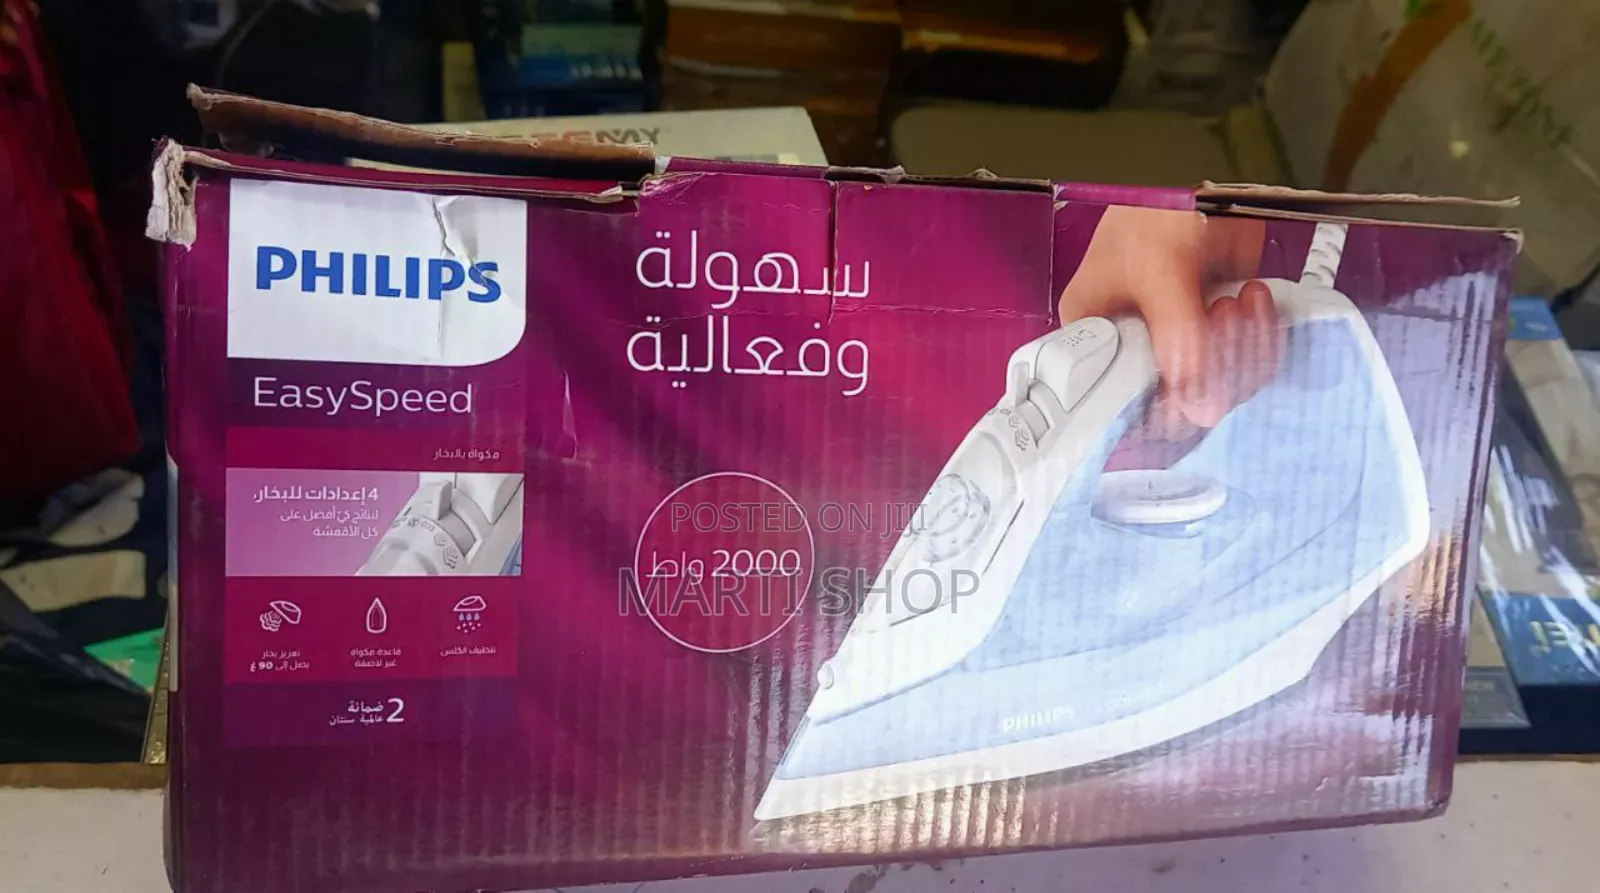 PHILIPS
EasySpeed
مكواة بالبخار
4 إعدادات للبخار،
لنتائج كيّ أفضل على
كل الأقمشة
تعزيز بخار
يصل إلى 90 غ
قاعدة مكواة
غير لاصقة
تنظيف الكلس
2 ضمانة
عالمية سنتان
سهولة
وفعالية
2000 واط
POSTED ON JIJI
MARTI SHOP
PHILIPS